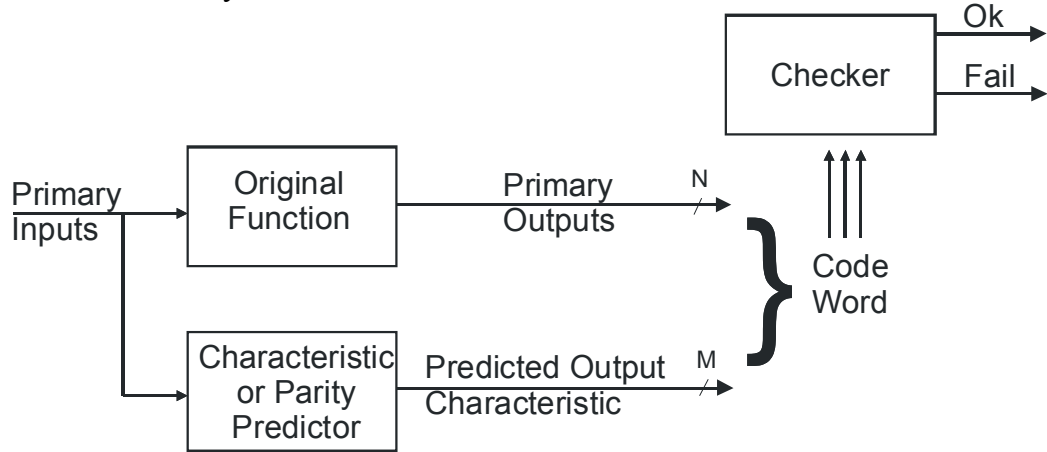 Ok
Checker
Fail
Primary
Inputs
Original
Function
Primary
Outputs
N
Code
Word
Characteristic
or Parity
Predictor
Predicted Output
Characteristic
M